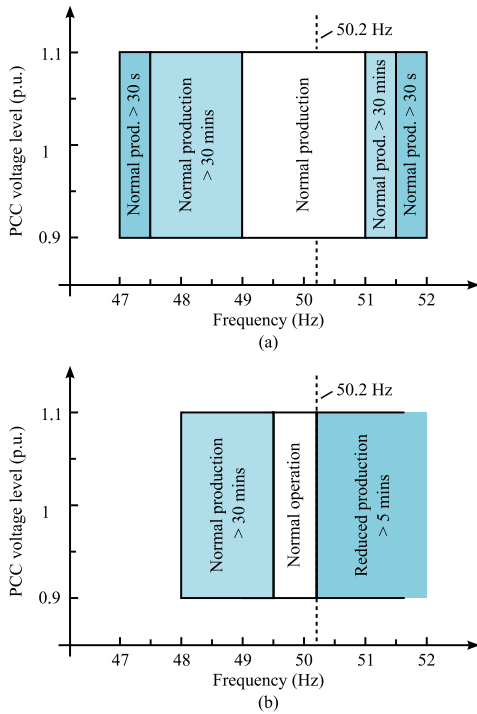 50.2 Hz
PCC voltage level (p.u.)
1.1
1
0.9
Normal prod. > 30 s
Normal production
> 30 mins
Normal production
Normal prod. > 30 mins
Normal prod. > 30 s
47 48 49 50 51 52
Frequency (Hz)
(a)
50.2 Hz
PCC voltage level (p.u.)
1.1
1
0.9
Normal production
> 30 mins
Normal operation
Reduced production
> 5 mins
47 48 49 50 51 52
Frequency (Hz)
(b)